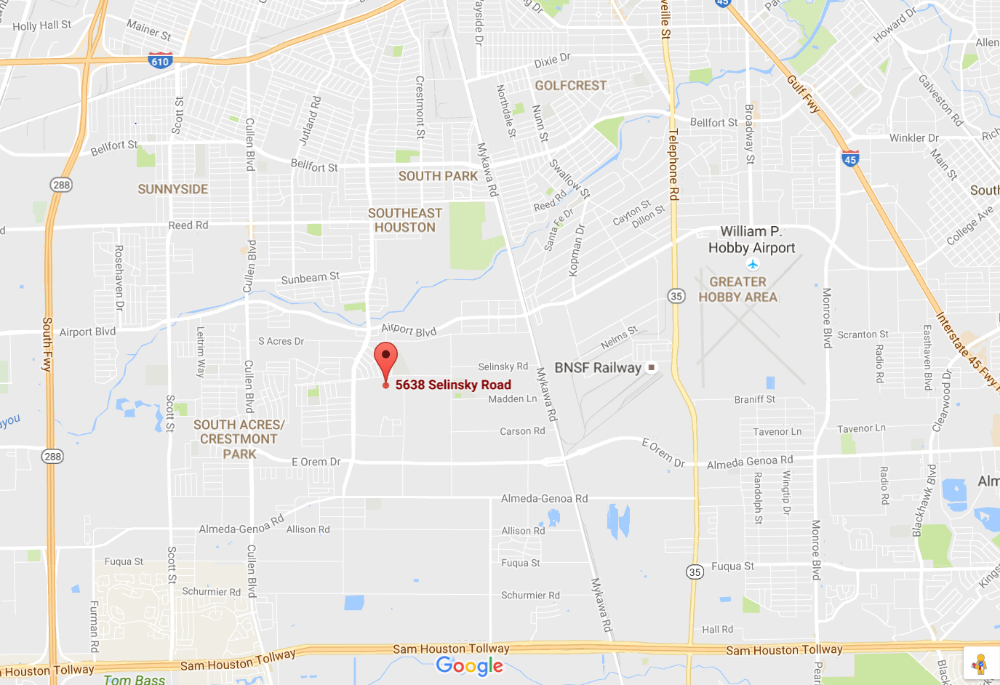 Holly Hall St
Mainer St
610
Scott St
Cullen Blvd
Jutland Rd
Crestmont St
Dixie Dr
GOLFCREST
Northdale St
Nunn St
45
Howard Dr
Allen
Gulf Fwy
Galveston Rd
Bellfort St
Broadway St
Winkler Dr
Main St
45
Telephone Rd
Bellfort St
Bellfort St
Mykawa Rd
SOUTH PARK
Swallow St
288
SUNNYSIDE
Reed Rd
Santa Fe Dr
Cayton St
Dillon St
College Ave
SOUTHEAST
HOUSTON
Reed Rd
Rosehaven Dr
Cullen Blvd
Kopman Dr
William P.
Hobby Airport
GREATER
HOBBY AREA
35
Sunbeam St
Monroe Blvd
South Fwy
Airport Blvd
Airport Blvd
S Acres Dr
Leitrim Way
Nelms St
Scranton St
Radio Rd
Easthaven Blvd
Interstate 45 Fwy
Selinsky Rd
BNSF Railway
5638 Selinsky Road
Mykawa Rd
Cullen Blvd
Madden Ln
Braniff St
Clearwood Dr
Scott St
SOUTH ACRES/
CRESTMONT
PARK
Carson Rd
Tavenor Ln
Tavenor Ln
288
E Orem Dr
E Orem Dr
Almeda Genoa Rd
Randolph St
Wingtip Dr
Radio Rd
Blackhawk Blvd
Almeda-Genoa Rd
Almeda-Genoa Rd
Allison Rd
Allison Rd
Monroe Blvd
Fuqua St
Scott St
Cullen Blvd
Fuqua St
35
Fuqua St
Schurmier Rd
Schurmier Rd
Mykawa Rd
Furman Rd
Hall Rd
Sam Houston Tollway
Sam Houston Tollway
Sam Houston Tollway
Houston Tollway
Google
Tom Bass